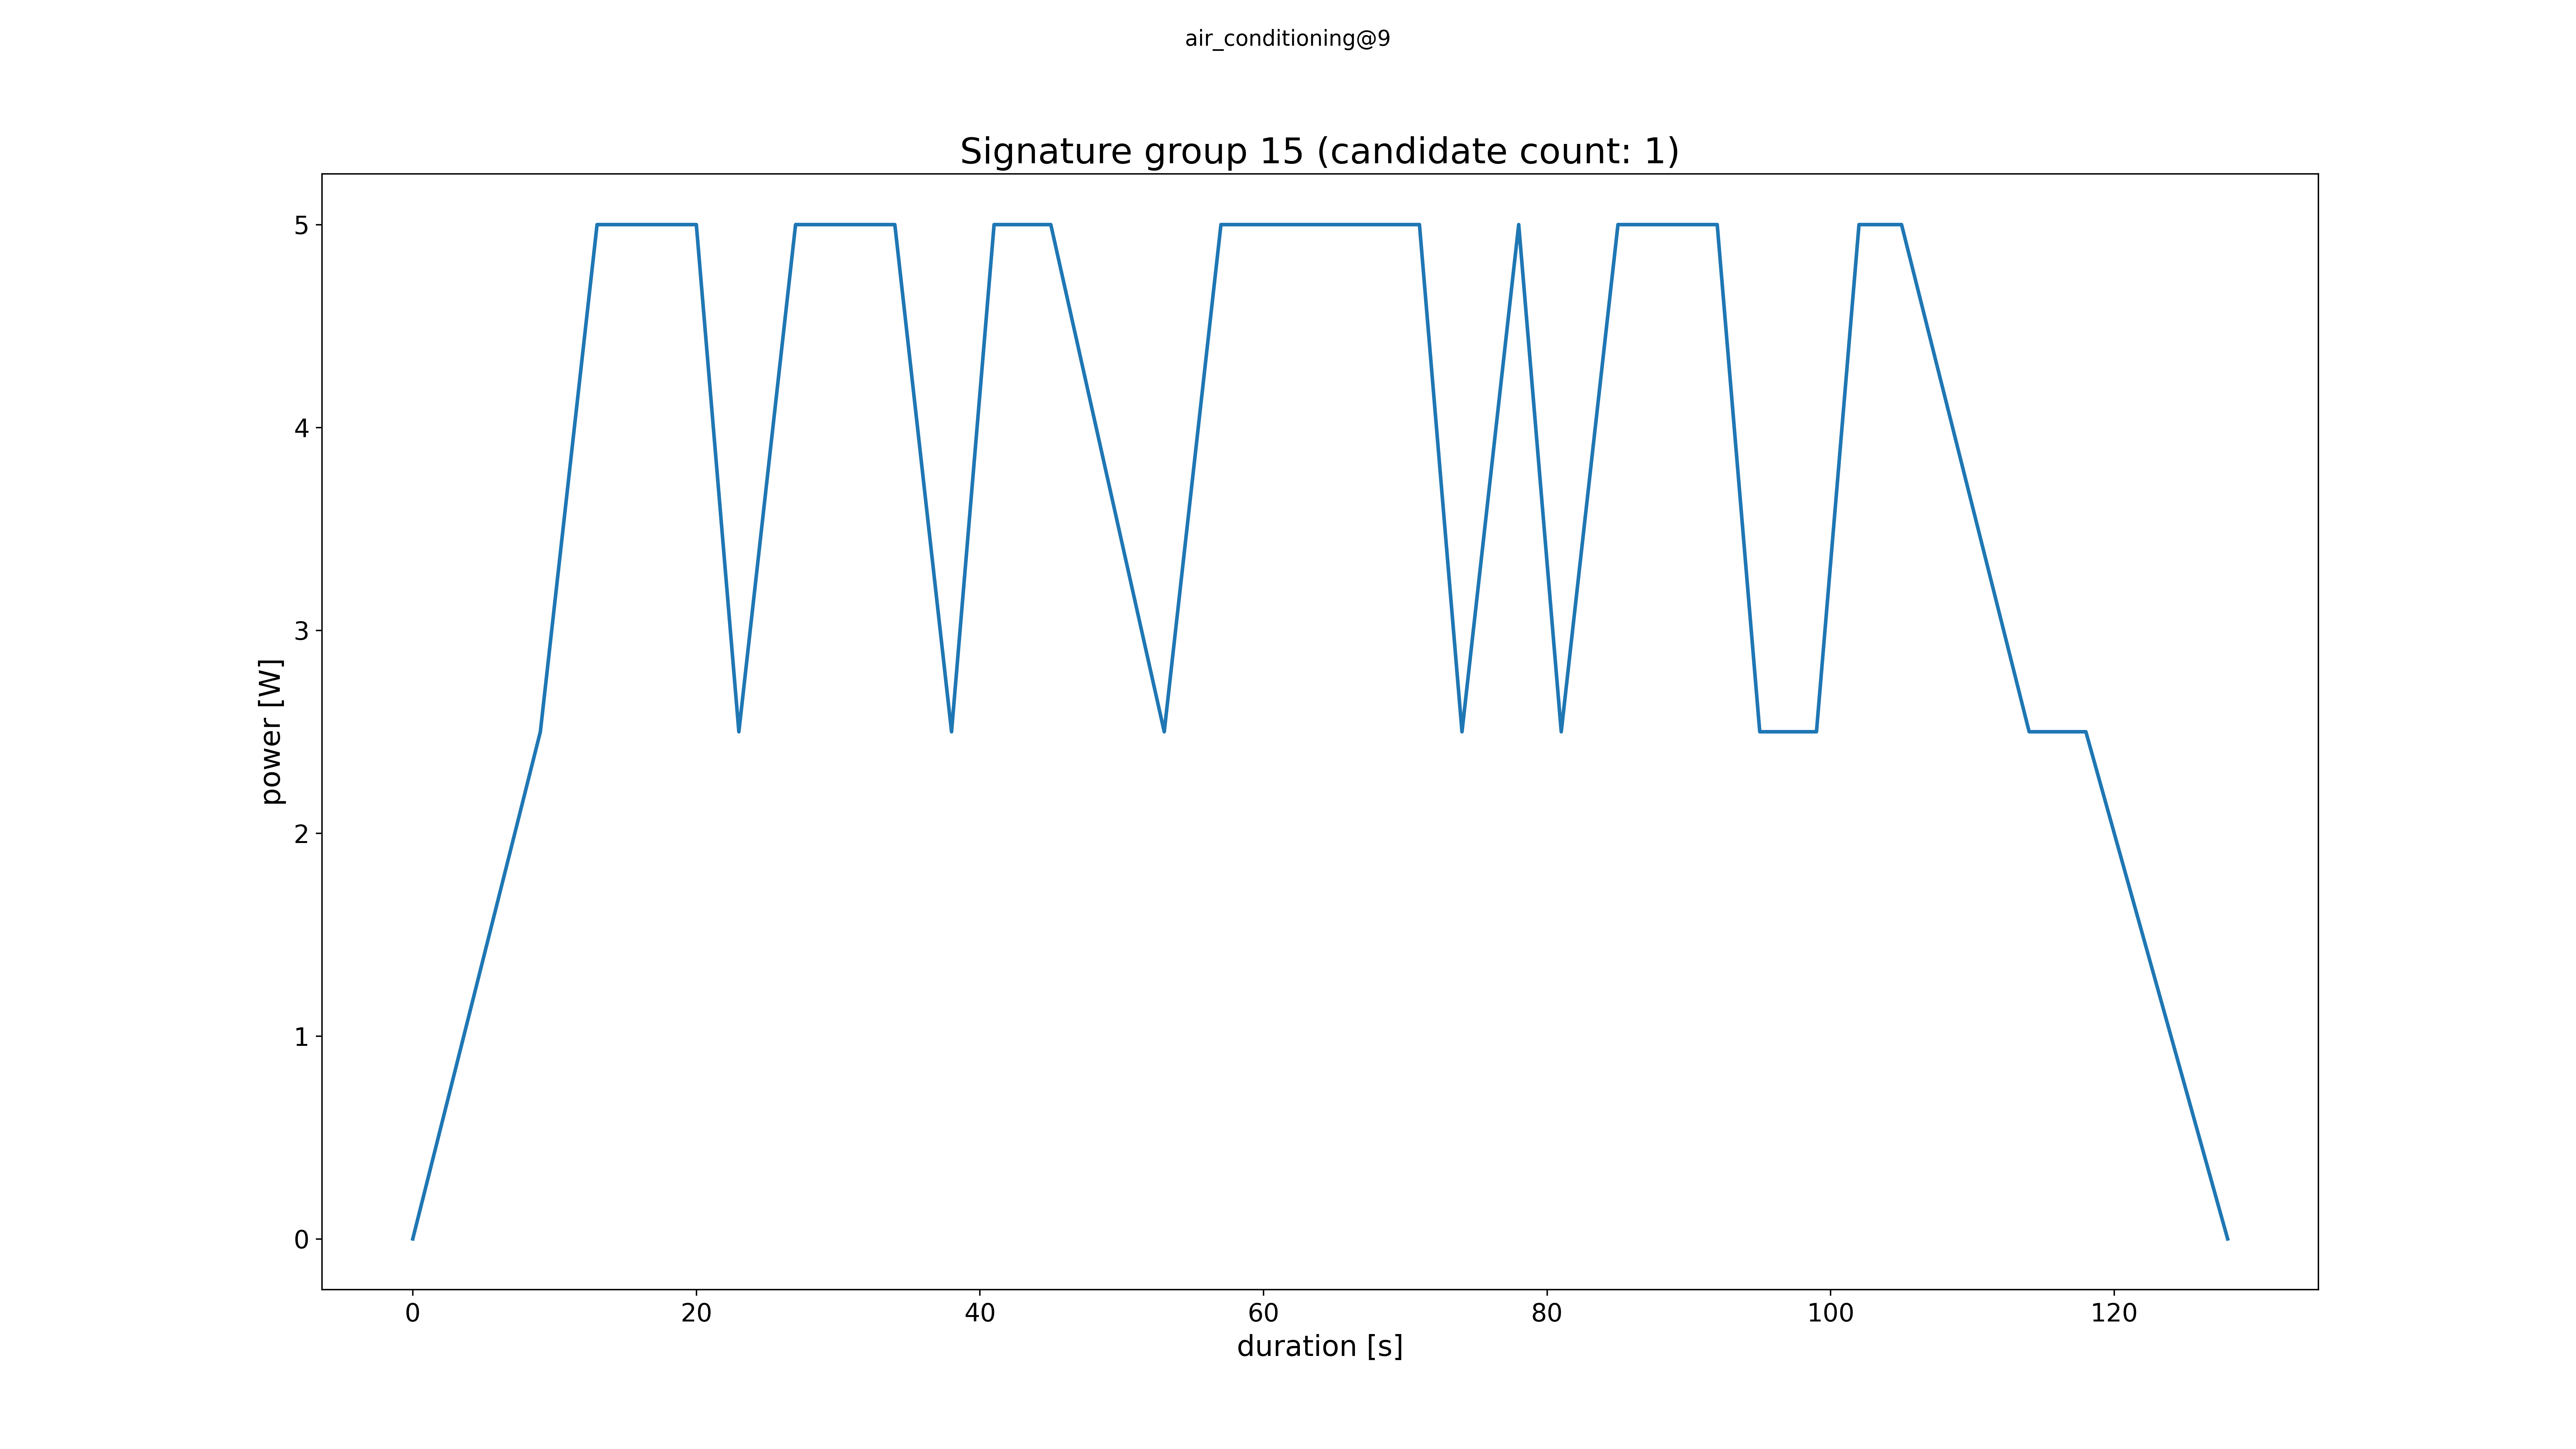 air_conditioning@9
Signature group 15 (candidate count: 1)
5
4
3
2
1
0
power [W]
0 20 40 60 80 100 120
duration [s]